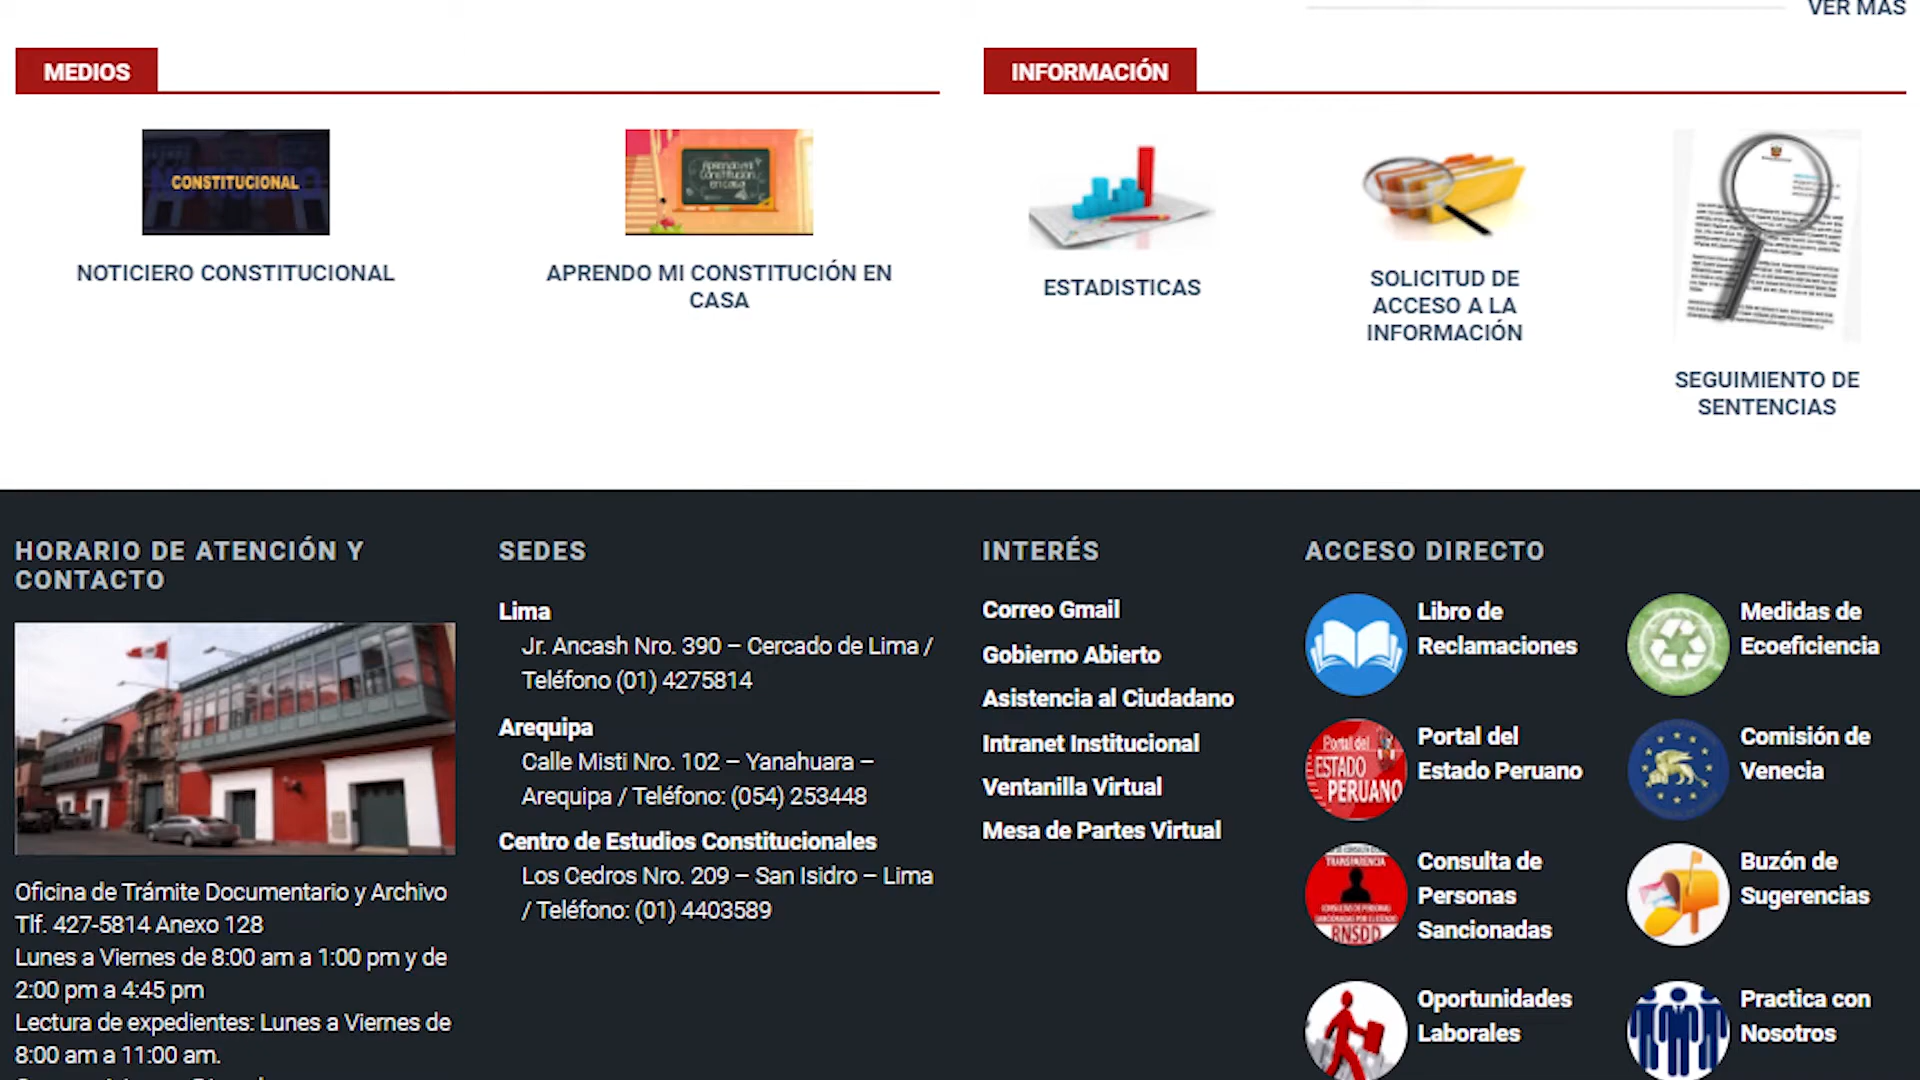 VER MÁS
MEDIOS
INFORMACIÓN
CONSTITUCIONAL
Aprendo mi
Constitución
en casa
NOTICIERO CONSTITUCIONAL
APRENDO MI CONSTITUCIÓN EN
CASA
ESTADISTICAS
SOLICITUD DE
ACCESO A LA
INFORMACIÓN
SEGUIMIENTO DE
SENTENCIAS
HORARIO DE ATENCIÓN Y
CONTACTO
Oficina de Trámite Documentario y Archivo
Tlf. 427-5814 Anexo 128
Lunes a Viernes de 8:00 am a 1:00 pm y de
2:00 pm a 4:45 pm
Lectura de expedientes: Lunes a Viernes de
8:00 am a 11:00 am.
SEDES
Lima
Jr. Ancash Nro. 390 – Cercado de Lima /
Teléfono (01) 4275814
Arequipa
Calle Misti Nro. 102 – Yanahuara –
Arequipa / Teléfono: (054) 253448
Centro de Estudios Constitucionales
Los Cedros Nro. 209 – San Isidro – Lima
/ Teléfono: (01) 4403589
INTERÉS
Correo Gmail
Gobierno Abierto
Asistencia al Ciudadano
Intranet Institucional
Ventanilla Virtual
Mesa de Partes Virtual
ACCESO DIRECTO
Libro de
Reclamaciones
Medidas de
Ecoeficiencia
Portal del
ESTADO
PERUANO
Portal del
Estado Peruano
Comisión de
Venecia
TRANSPARENCIA
RNSDD
Consulta de
Personas
Sancionadas
Buzón de
Sugerencias
Oportunidades
Laborales
Practica con
Nosotros